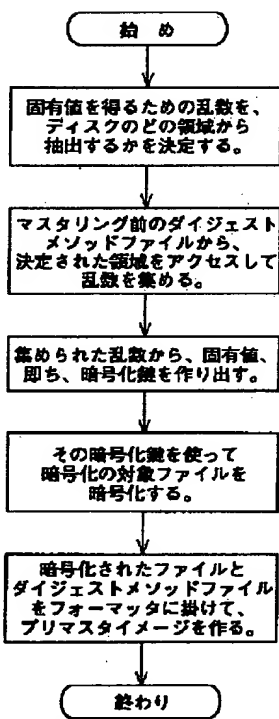 始め
固有値を得るための乱数を、
ディスクのどの領域から
抽出するかを決定する。
マスタリング前のダイジェスト
メソッドファイルから、
決定された領域をアクセスして
乱数を集める。
集められた乱数から、固有値、
即ち、暗号化鍵を作り出す。
その暗号化鍵を使って
暗号化の対象ファイルを
暗号化する。
暗号化されたファイルと
ダイジェストメソッドファイル
をフォーマッタに掛けて、
プリマスタイメージを作る。
終わり